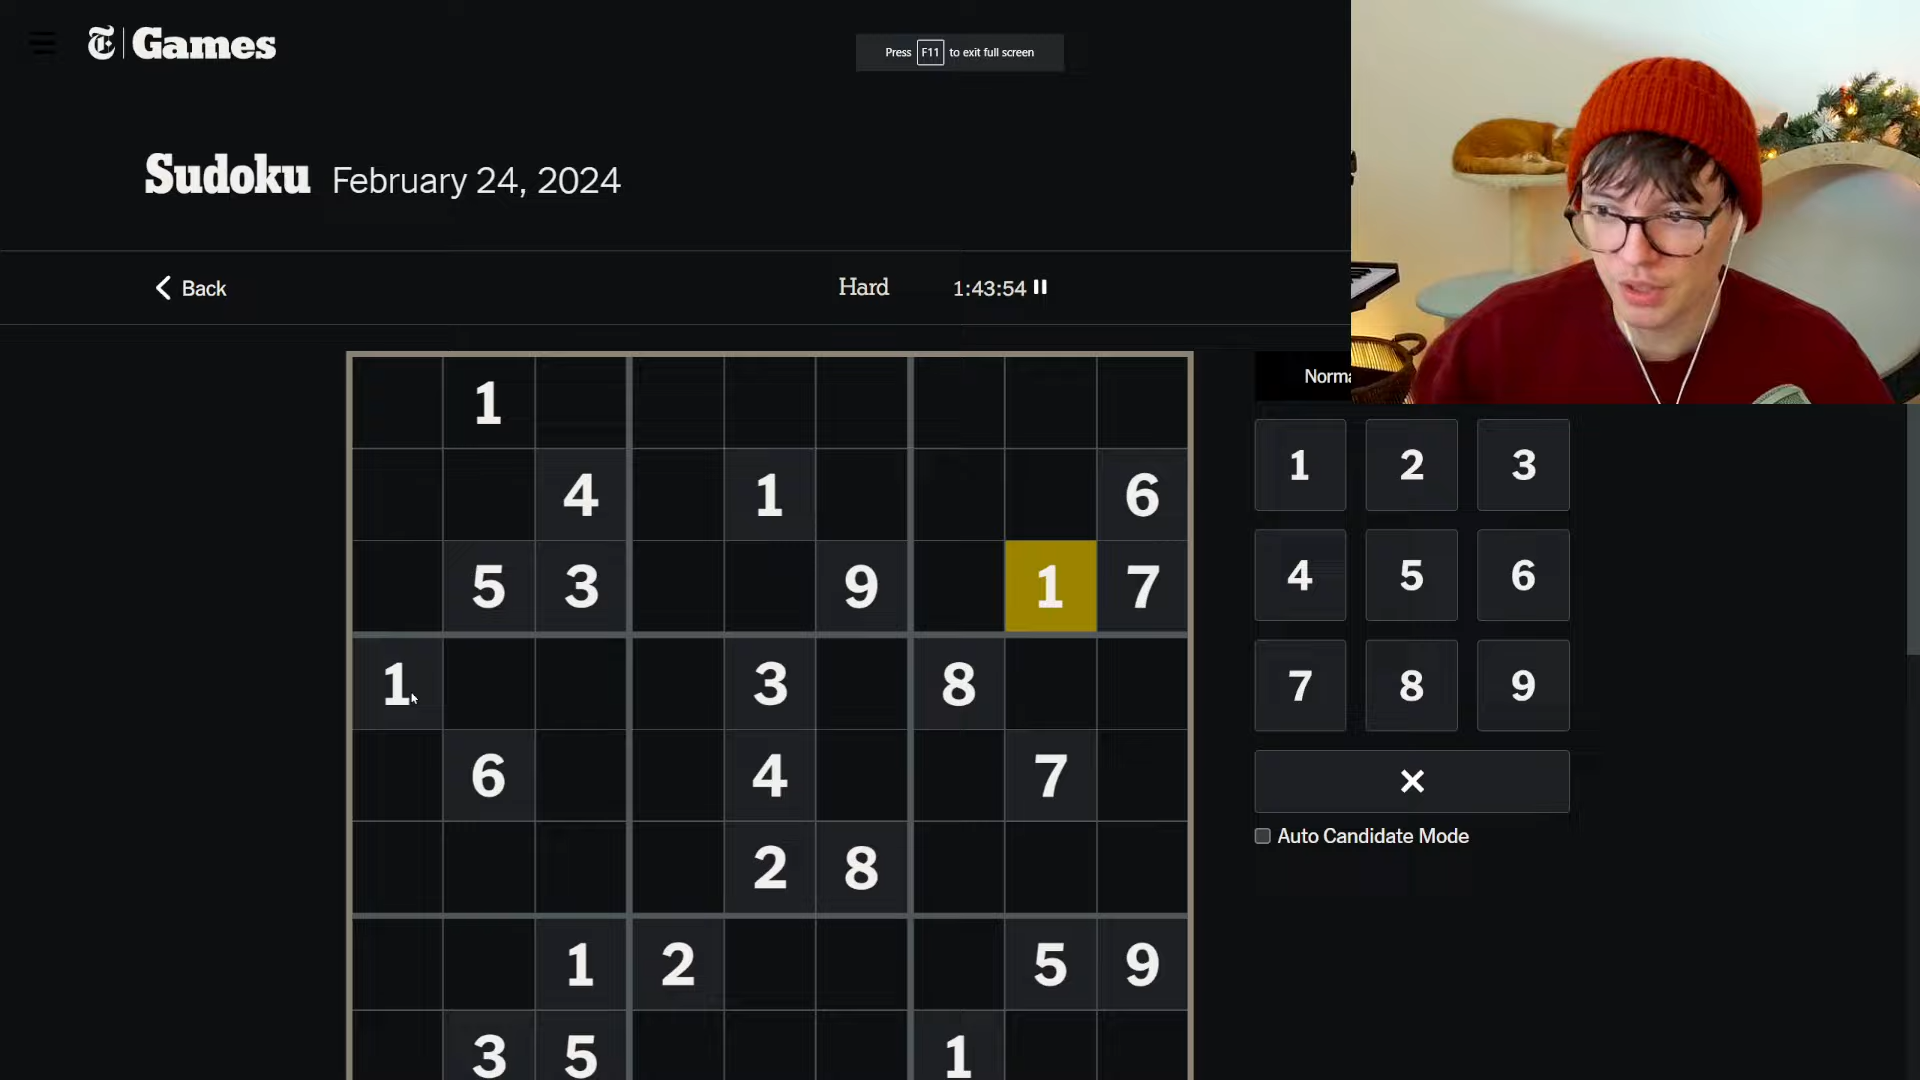 T Games
Press F11 to exit full screen
Sudoku February 24, 2024
Back
Hard 1:43:54
Norma
1
4 1 6
5 3 9 1 7
1 3 8
6 4 7
2 8
1 2 5 9
3 5 1
1 2 3
4 5 6
7 8 9
Auto Candidate Mode